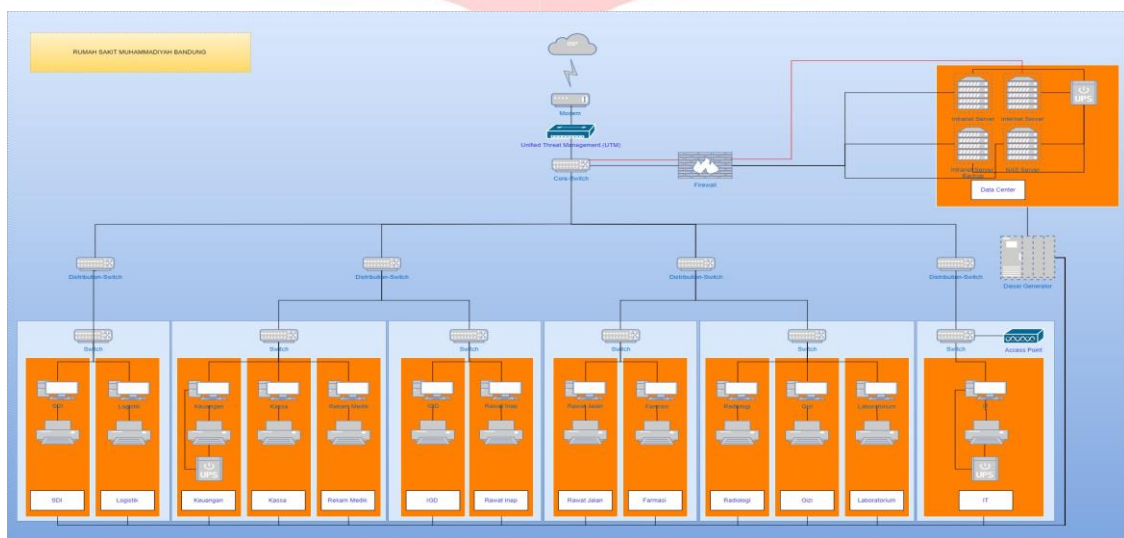 RUMAH SAKIT MUHAMMADIYAH BANDUNG
Modem
Unified Threat Management (UTM)
Core-Switch
Firewall
Intranet Server
Internet Server
UPS
Intranet Server
Backup
NAS Server
Data Center
Diesel Generator
Distribution-Switch
Distribution-Switch
Distribution-Switch
Distribution-Switch
Switch
Switch
Switch
Switch
Switch
Switch
Access Point
SDI
Logistik
Keuangan
Kassa
Rekam Medik
IGD
Rawat Inap
Rawat Jalan
Farmasi
Radiologi
Gizi
Laboratorium
IT
UPS
UPS
SDI
Logistik
Keuangan
Kassa
Rekam Medik
IGD
Rawat Inap
Rawat Jalan
Farmasi
Radiologi
Gizi
Laboratorium
IT